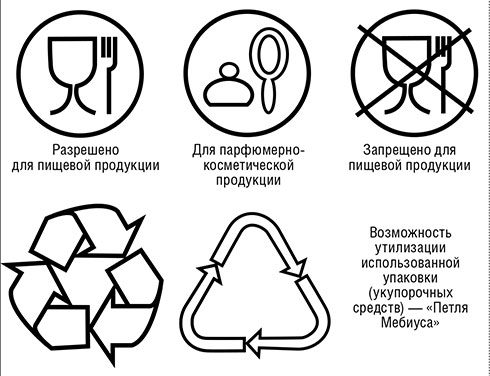 Разрешено
для пищевой продукции
Для парфюмерно-
косметической
продукции
Запрещено для
пищевой продукции
Возможность
утилизации
использованной
упаковки
(укупорочных
средств) — «Петля
Мебиуса»